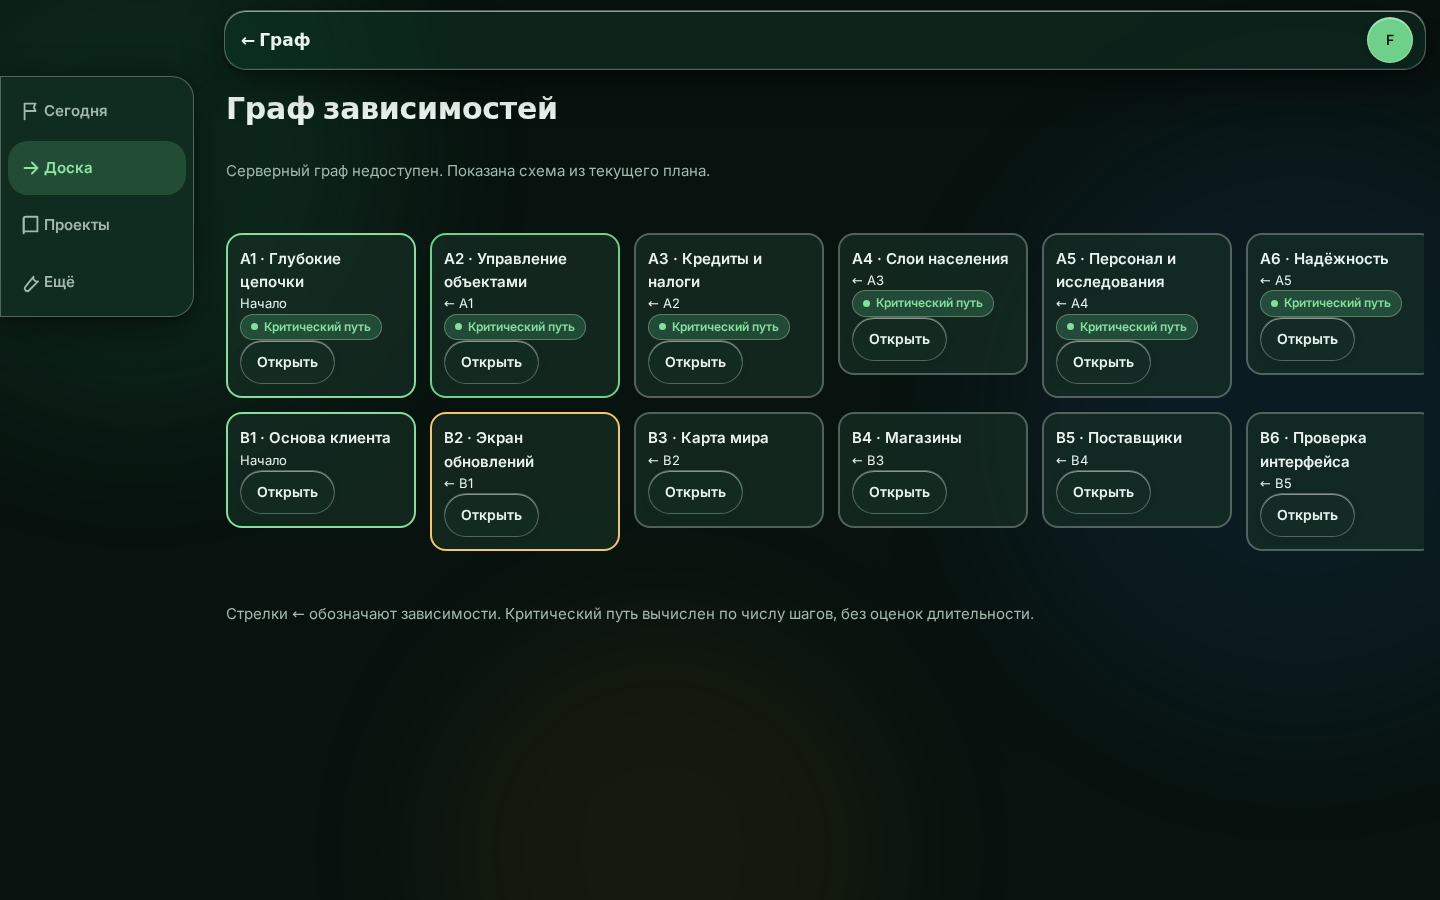 ← Граф
F
Сегодня
Доска
Проекты
Ещё
Граф зависимостей
Серверный граф недоступен. Показана схема из текущего плана.
A1 · Глубокие
цепочки
Начало
Критический путь
Открыть
A2 · Управление
объектами
← A1
Критический путь
Открыть
A3 · Кредиты и
налоги
← A2
Критический путь
Открыть
A4 · Слои населения
← A3
Критический путь
Открыть
A5 · Персонал и
исследования
← A4
Критический путь
Открыть
A6 · Надёжность
← A5
Критический путь
Открыть
B1 · Основа клиента
Начало
Открыть
B2 · Экран
обновлений
← B1
Открыть
B3 · Карта мира
← B2
Открыть
B4 · Магазины
← B3
Открыть
B5 · Поставщики
← B4
Открыть
B6 · Проверка
интерфейса
← B5
Открыть
Стрелки ← обозначают зависимости. Критический путь вычислен по числу шагов, без оценок длительности.